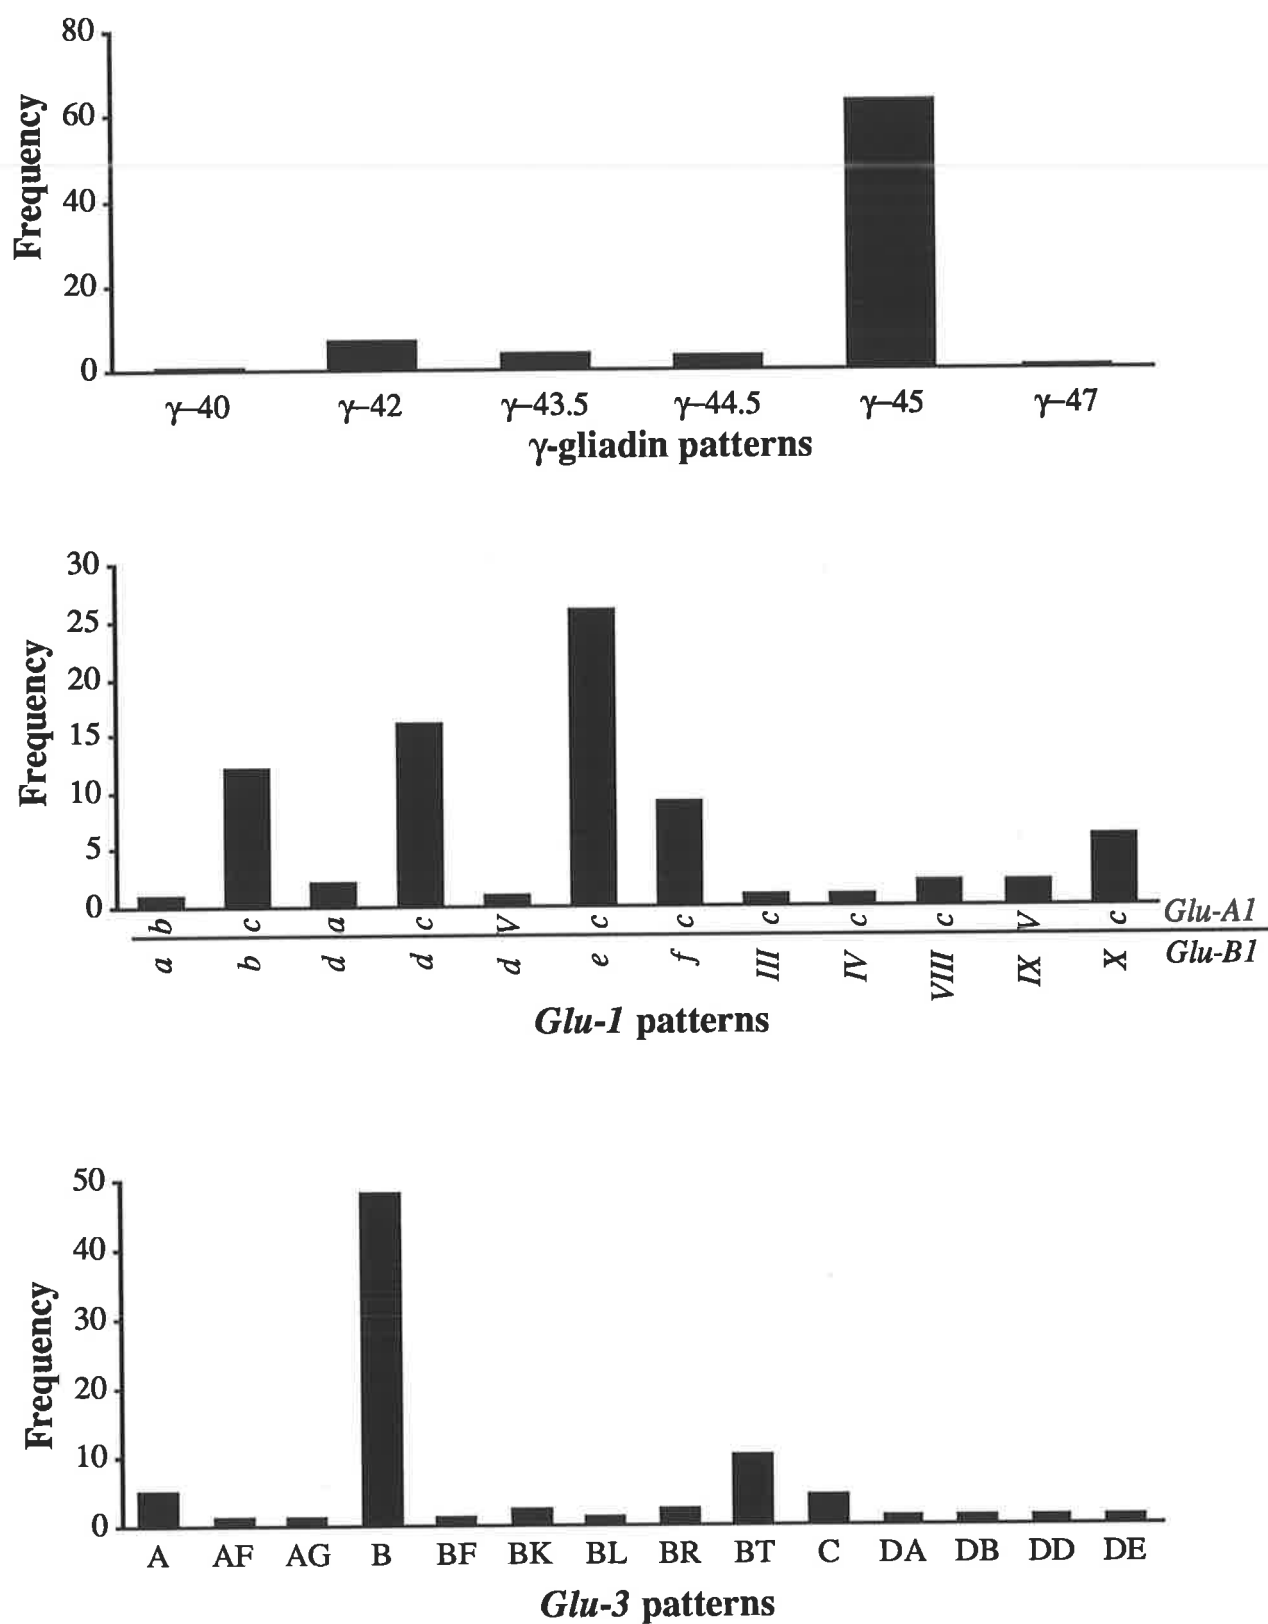 80
60
40
20
0
Frequency
γ–40 γ–42 γ–43.5 γ–44.5 γ–45 γ–47
γ-gliadin patterns
30
25
20
15
10
5
0
Frequency
b c a c V c c c c c V c Glu-A1
a b d d d e f III IV VIII IX X Glu-B1
Glu-1 patterns
50
40
30
20
10
0
Frequency
A AF AG B BF BK BL BR BT C DA DB DD DE
Glu-3 patterns